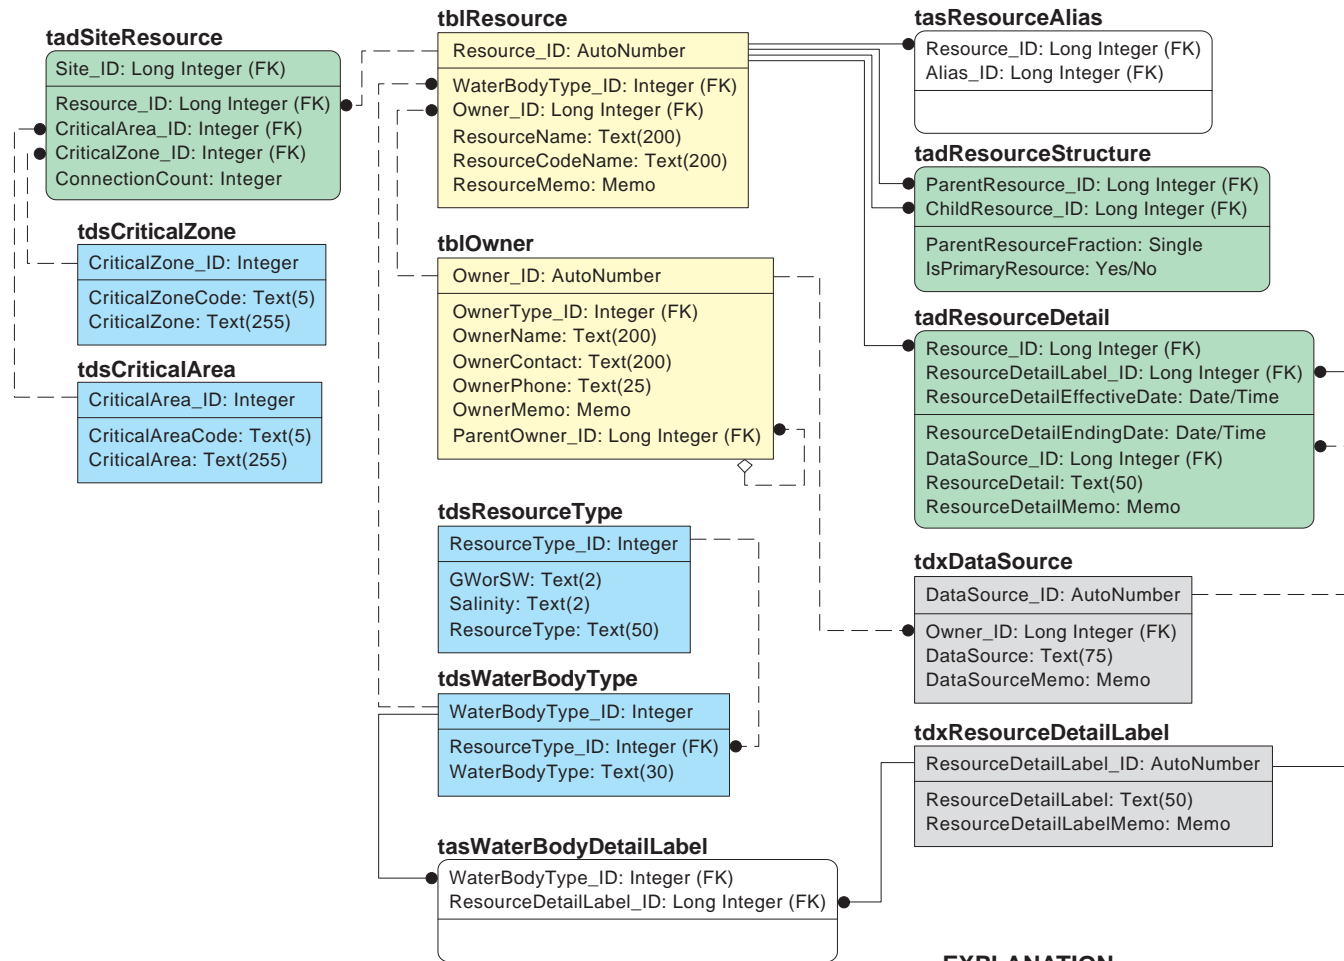 tadSiteResource
Site_ID: Long Integer (FK)
Resource_ID: Long Integer (FK)
CriticalArea_ID: Integer (FK)
CriticalZone_ID: Integer (FK)
ConnectionCount: Integer
tdsCriticalZone
CriticalZone_ID: Integer
CriticalZoneCode: Text(5)
CriticalZone: Text(255)
tdsCriticalArea
CriticalArea_ID: Integer
CriticalAreaCode: Text(5)
CriticalArea: Text(255)
tblResource
Resource_ID: AutoNumber
WaterBodyType_ID: Integer (FK)
Owner_ID: Long Integer (FK)
ResourceName: Text(200)
ResourceCodeName: Text(200)
ResourceMemo: Memo
tblOwner
Owner_ID: AutoNumber
OwnerType_ID: Integer (FK)
OwnerName: Text(200)
OwnerContact: Text(200)
OwnerPhone: Text(25)
OwnerMemo: Memo
ParentOwner_ID: Long Integer (FK)
tdsResourceType
ResourceType_ID: Integer
GWorSW: Text(2)
Salinity: Text(2)
ResourceType: Text(50)
tdsWaterBodyType
WaterBodyType_ID: Integer
ResourceType_ID: Integer (FK)
WaterBodyType: Text(30)
tasWaterBodyDetailLabel
WaterBodyType_ID: Integer (FK)
ResourceDetailLabel_ID: Long Integer (FK)
tasResourceAlias
Resource_ID: Long Integer (FK)
Alias_ID: Long Integer (FK)
tadResourceStructure
ParentResource_ID: Long Integer (FK)
ChildResource_ID: Long Integer (FK)
ParentResourceFraction: Single
IsPrimaryResource: Yes/No
tadResourceDetail
Resource_ID: Long Integer (FK)
ResourceDetailLabel_ID: Long Integer (FK)
ResourceDetailEffectiveDate: Date/Time
ResourceDetailEndingDate: Date/Time
DataSource_ID: Long Integer (FK)
ResourceDetail: Text(50)
ResourceDetailMemo: Memo
tdxDataSource
DataSource_ID: AutoNumber
Owner_ID: Long Integer (FK)
DataSource: Text(75)
DataSourceMemo: Memo
tdxResourceDetailLabel
ResourceDetailLabel_ID: AutoNumber
ResourceDetailLabel: Text(50)
ResourceDetailLabelMemo: Memo
EXPLANATION